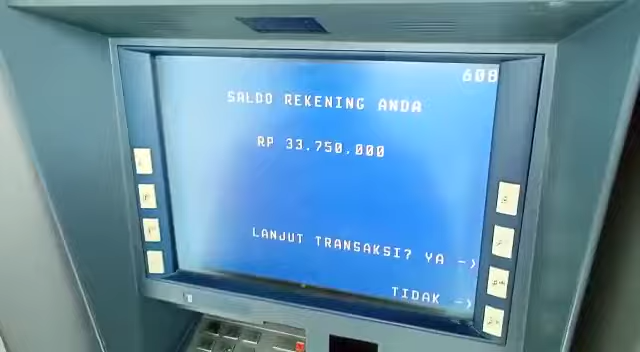 608
SALDO REKENING ANDA
RP 33.750.000
LANJUT TRANSAKSI? YA ->
TIDAK ->